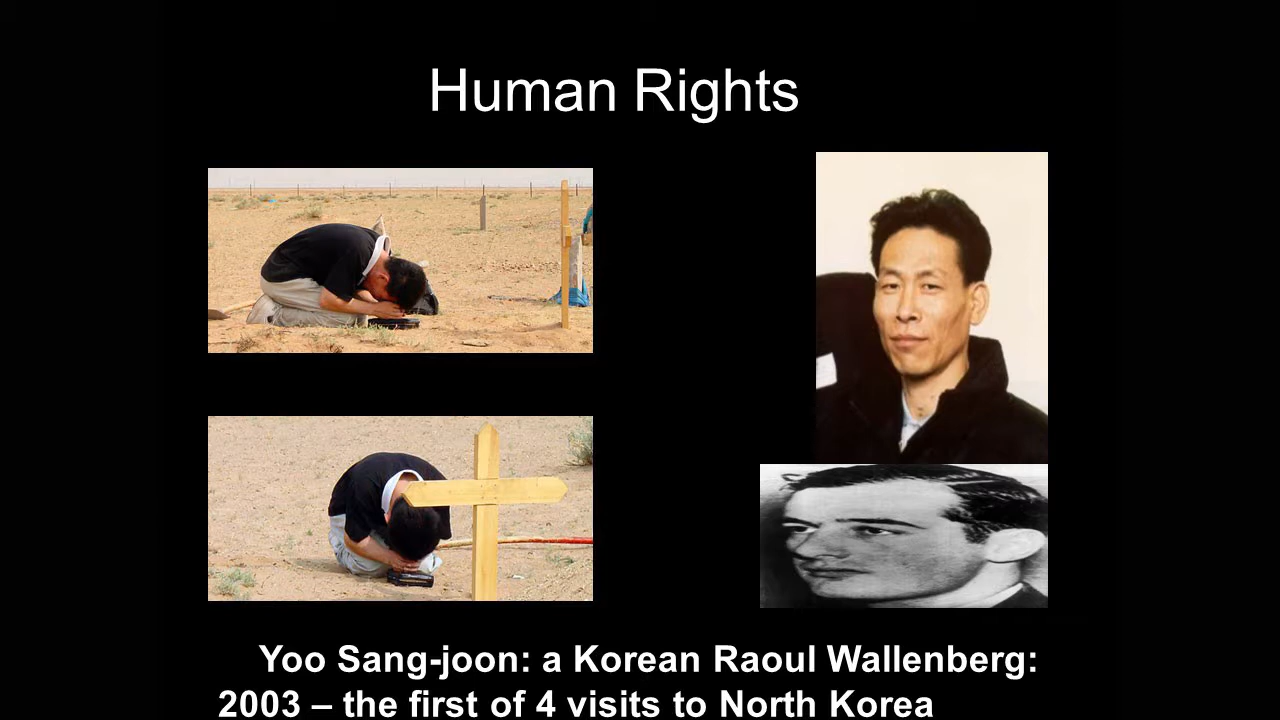 Human Rights
Yoo Sang-joon: a Korean Raoul Wallenberg:
2003 – the first of 4 visits to North Korea